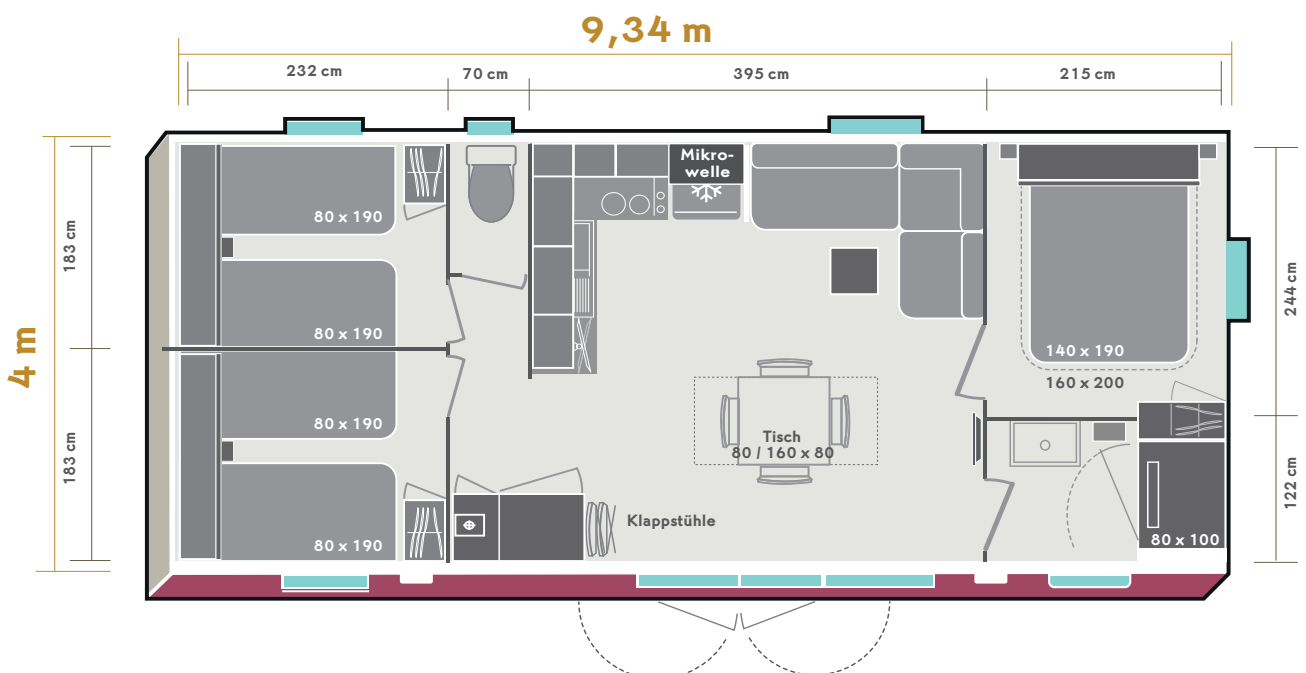 9,34 m
232 cm
70 cm
395 cm
215 cm
4 m
183 cm
183 cm
80 x 190
80 x 190
80 x 190
80 x 190
Mikro-
welle
Tisch
80 / 160 x 80
Klappstühle
140 x 190
160 x 200
80 x 100
244 cm
122 cm